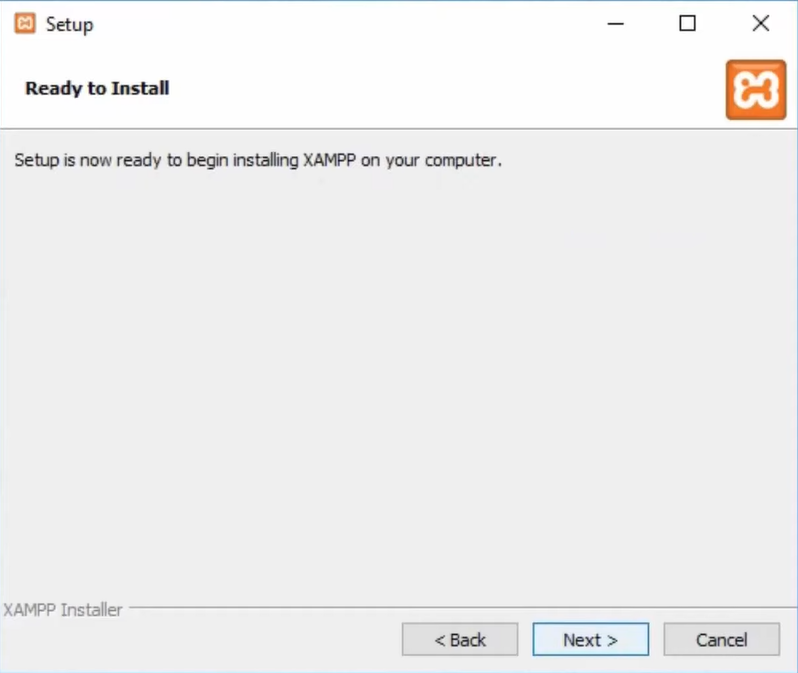 Setup
Ready to Install
Setup is now ready to begin installing XAMPP on your computer.
XAMPP Installer
< Back
Next >
Cancel